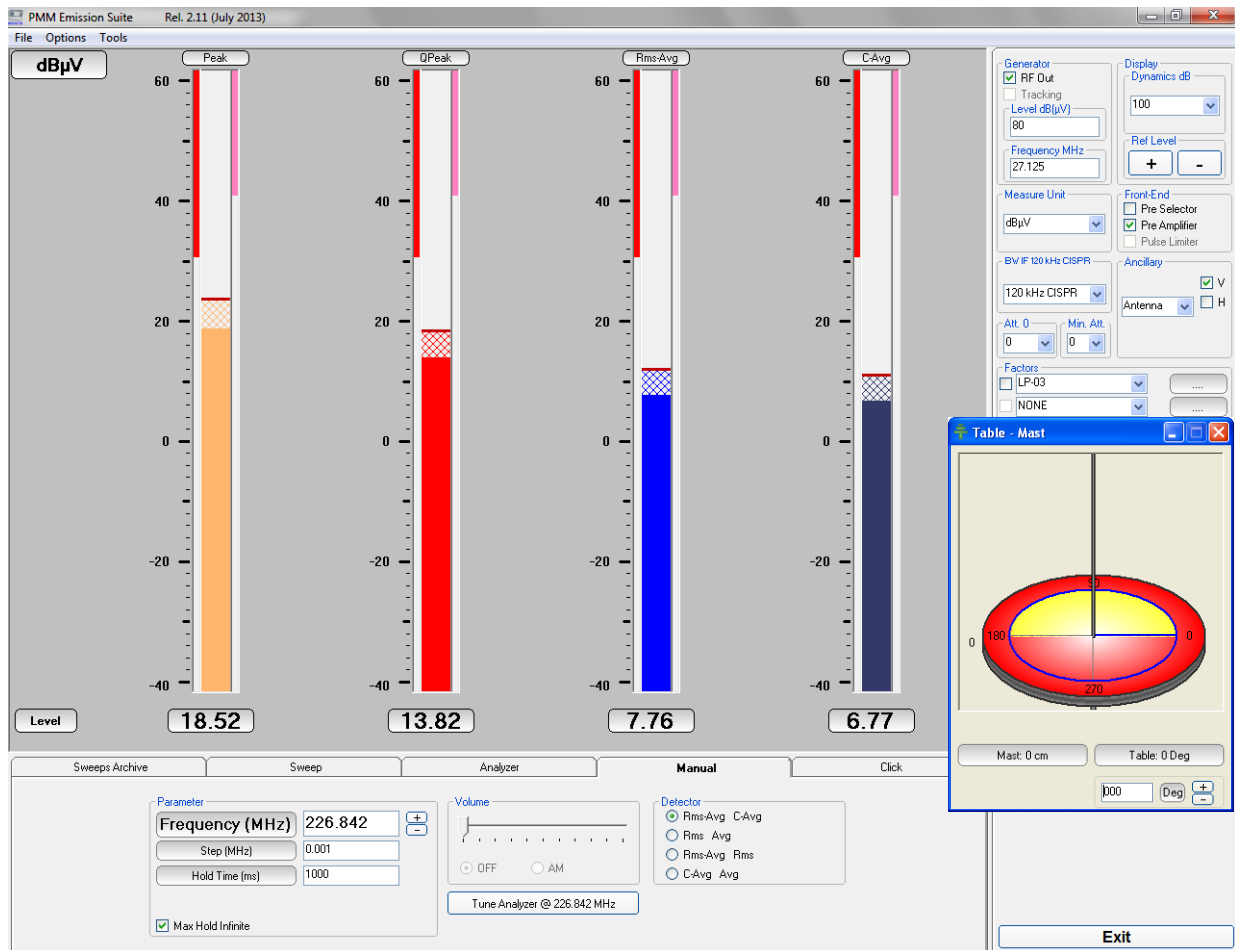 PMM Emission Suite Rel. 2.11 (July 2013)
File Options Tools
dBµV
Peak QPeak Rms-Avg C-Avg
60 60 60 60
40 40 40 40
20 20 20 20
0 0 0 0
-20 -20 -20 -20
-40 -40 -40 -40
Level 18.52 13.82 7.76 6.77
Generator
RF Out
Tracking
Level dB(µV)
80
Frequency MHz
27.125
Display
Dynamics dB
100
Ref Level
+ -
Measure Unit
dBµV
Front-End
Pre Selector
Pre Amplifier
Pulse Limiter
BW IF 120 kHz CISPR
120 kHz CISPR
Ancillary
V
Antenna H
Att. 0 Min. Att.
0 0
Factors
LP-03 ....
NONE ....
Table - Mast
90
0 180 0
270
Mast: 0 cm Table: 0 Deg
000 Deg + -
Sweeps Archive Sweep Analyzer Manual Click
Parameter
Frequency (MHz) 226.842 + -
Step (MHz) 0.001
Hold Time (ms) 1000
Max Hold Infinite
Volume
OFF AM
Tune Analyzer @ 226.842 MHz
Detector
Rms-Avg C-Avg
Rms Avg
Rms-Avg Rms
C-Avg Avg
Exit